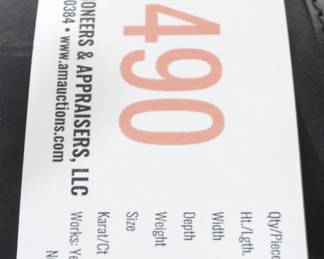 490
ONEERS & APPRAISERS, LLC
0384 • www.amauctions.com
Qty/Piece
Ht./Lgth.
Width
Depth
Weight
Size
Karat/Ct
Works: Ye